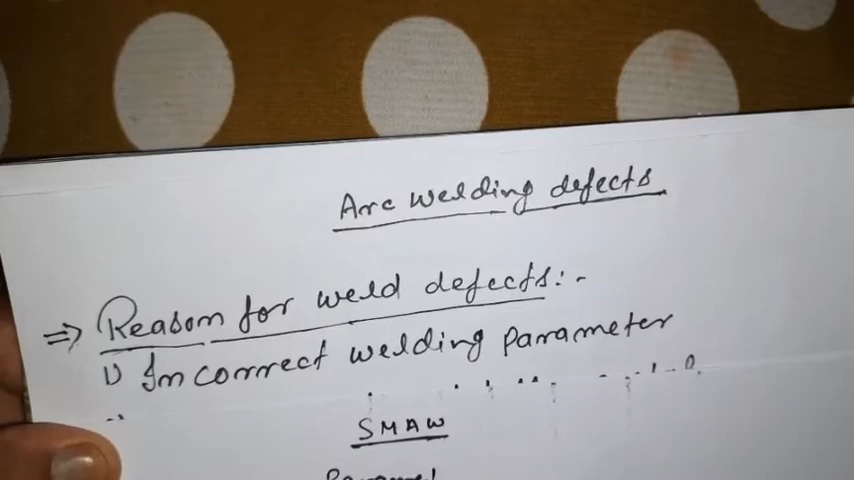 Arc welding defects
⇒ Reason for weld defects:-
1) Incorrect welding parameter
SMAW